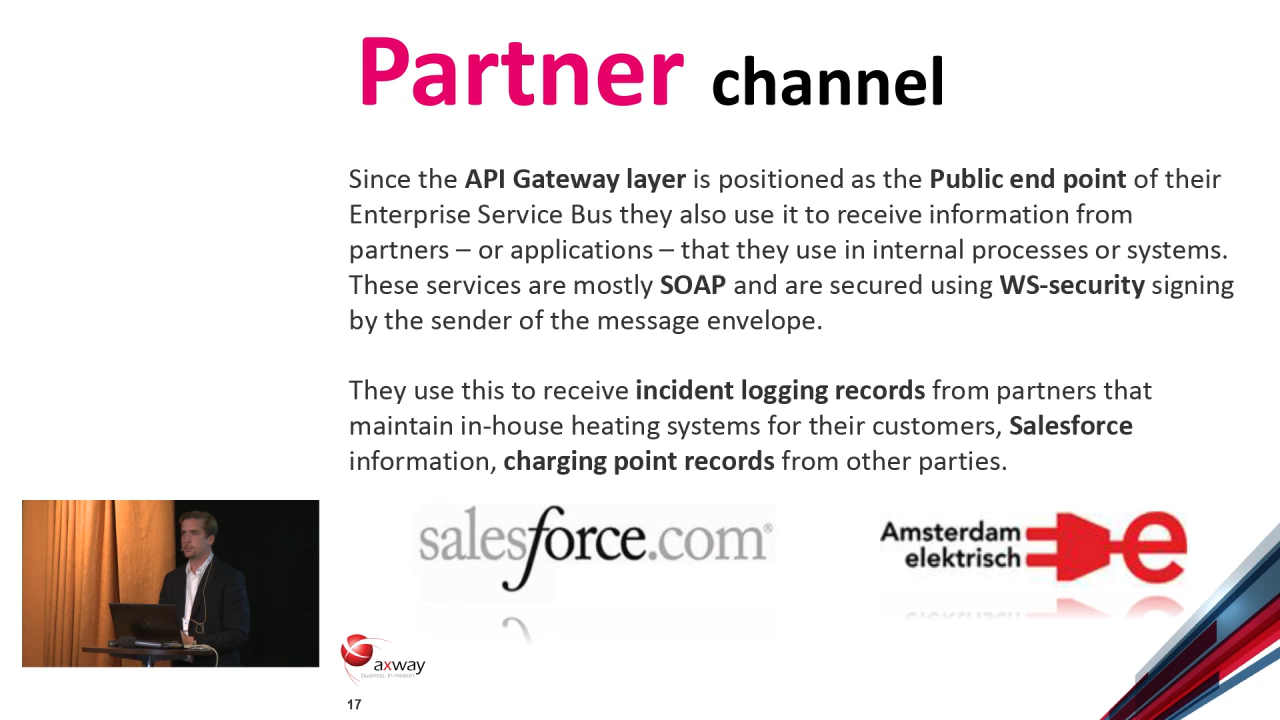 Partner channel
Since the API Gateway layer is positioned as the Public end point of their
Enterprise Service Bus they also use it to receive information from
partners – or applications – that they use in internal processes or systems.
These services are mostly SOAP and are secured using WS-security signing
by the sender of the message envelope.
They use this to receive incident logging records from partners that
maintain in-house heating systems for their customers, Salesforce
information, charging point records from other parties.
salesforce.com®
Amsterdam
elektrisch
e
axway
business in motion
17